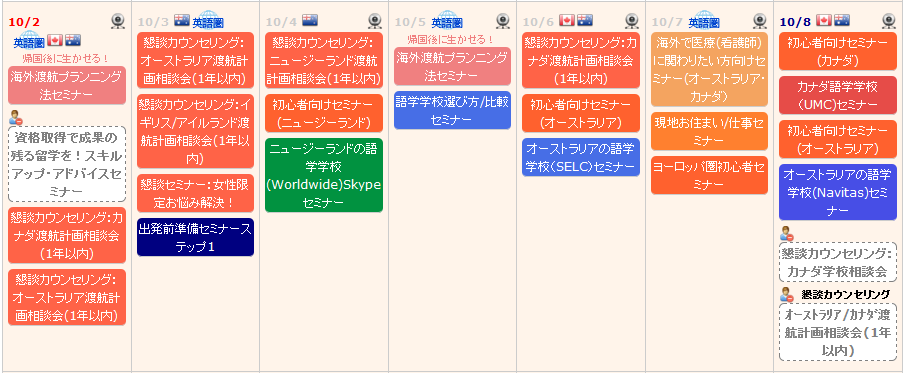 10/2
英語圏
帰国後に生かせる！
海外渡航プランニング
法セミナー
資格取得で成果の
残る留学を！スキル
アップ・アドバイスセ
ミナー
懇談カウンセリング:カ
ナダ渡航計画相談会
(1年以内)
懇談カウンセリング:
オーストラリア渡航計
画相談会(1年以内)
10/3
英語圏
懇談カウンセリング:
オーストラリア渡航計
画相談会(1年以内)
懇談カウンセリング:イ
ギリス/アイルランド渡
航計画相談会(1年以
内)
懇談セミナー:女性限
定お悩み解決！
出発前準備セミナース
テップ1
10/4
懇談カウンセリング:
ニュージーランド渡航
計画相談会(1年以内)
初心者向けセミナー
(ニュージーランド)
ニュージーランドの語
学学校
(Worldwide)Skype
セミナー
10/5
英語圏
帰国後に生かせる！
海外渡航プランニング
法セミナー
語学学校選び方/比較
セミナー
10/6
懇談カウンセリング:カ
ナダ渡航計画相談会
(1年以内)
初心者向けセミナー
(オーストラリア)
オーストラリアの語学
学校(SELC)セミナー
10/7
英語圏
海外で医療(看護師)
に関わりたい方向けセ
ミナー(オーストラリア・
カナダ)
現地お住まい/仕事セ
ミナー
ヨーロッパ圏初心者セ
ミナー
10/8
初心者向けセミナー
(カナダ)
カナダ語学学校
(UMC)セミナー
初心者向けセミナー
(オーストラリア)
オーストラリアの語学
学校(Navitas)セミ
ナー
懇談カウンセリング:
カナダ学校相談会
懇談カウンセリング
オーストラリア/カナダ渡
航計画相談会(1年
以内)